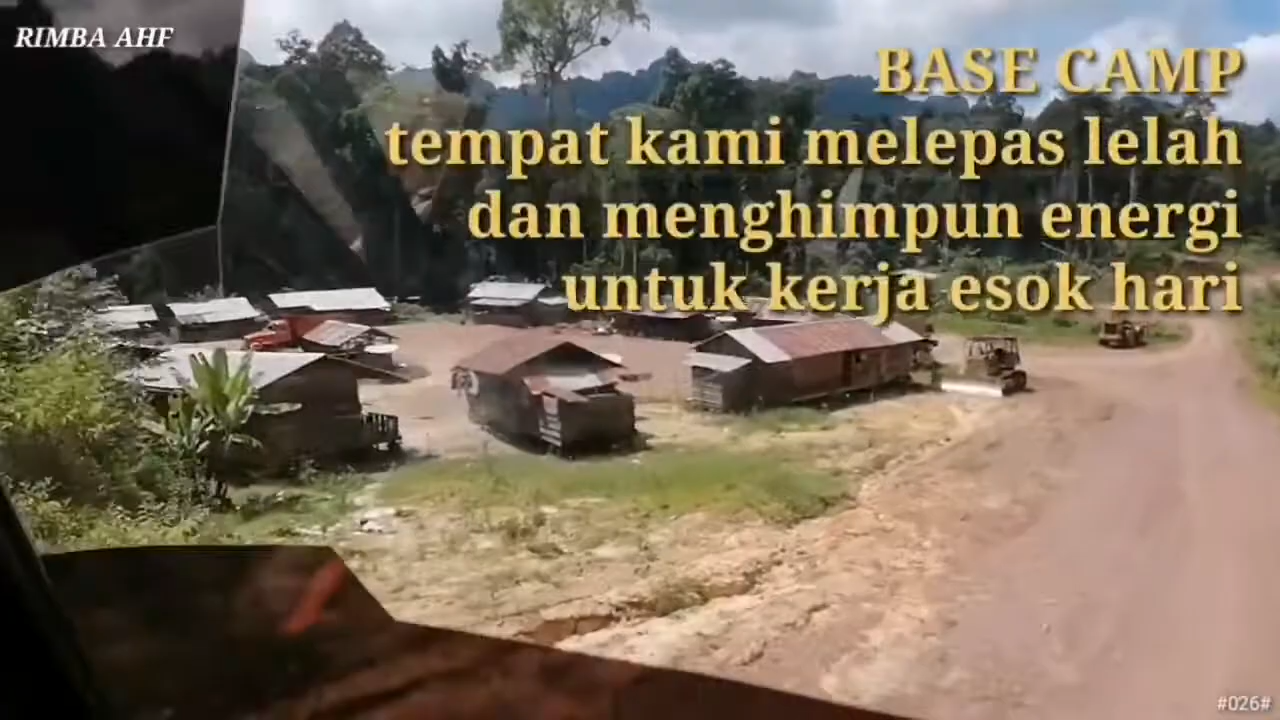 RIMBA AHF
BASE CAMP
tempat kami melepas lelah
dan menghimpun energi
untuk kerja esok hari
#026#